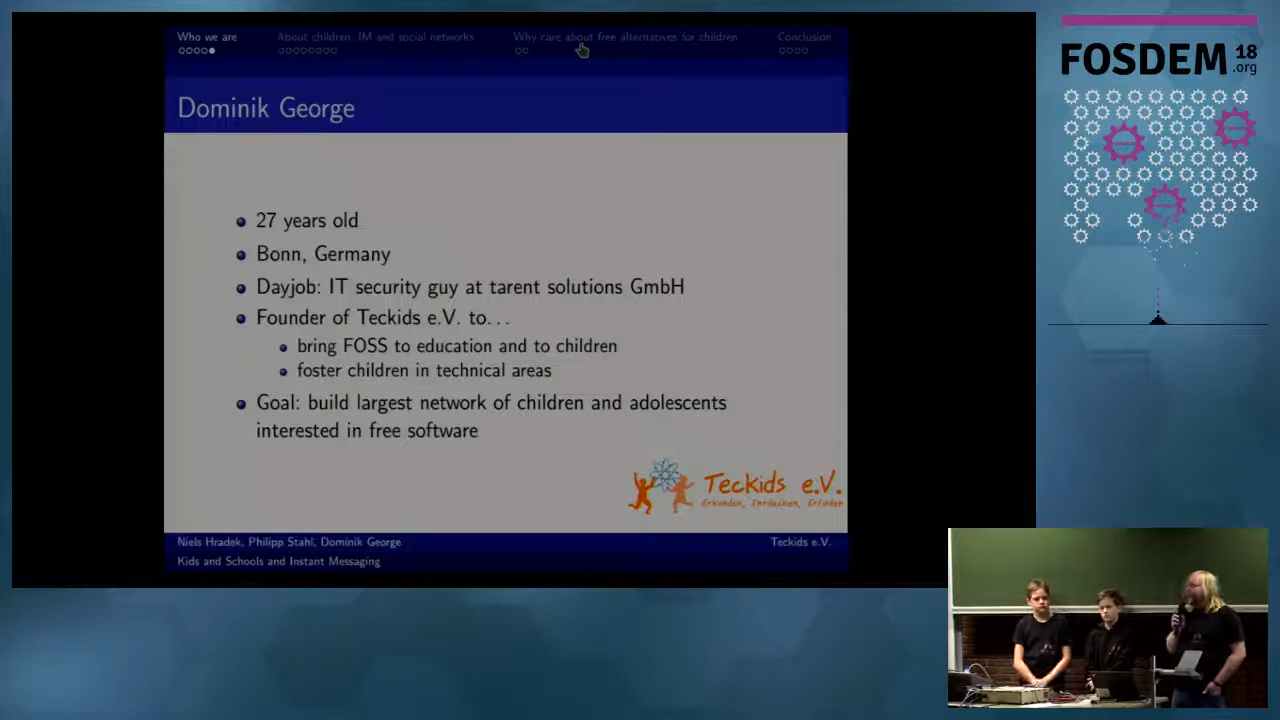 Who we are
About children, IM and social networks
Why care about free alternatives for children
Conclusion
Dominik George
27 years old
Bonn, Germany
Dayjob: IT security guy at tarent solutions GmbH
Founder of Teckids e.V. to...
bring FOSS to education and to children
foster children in technical areas
Goal: build largest network of children and adolescents
interested in free software
Teckids e.V.
Erkunden, Entdecken, Erfinden
Niels Hradek, Philipp Stahl, Dominik George
Teckids e.V.
Kids and Schools and Instant Messaging
FOSDEM 18
.org